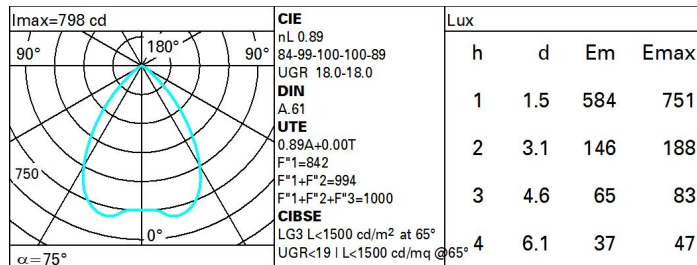 Imax=798 cd
90°
180°
90°
750
0°
α=75°
CIE
nL 0.89
84-99-100-100-89
UGR 18.0-18.0
DIN
A.61
UTE
0.89A+0.00T
F"1=842
F"1+F"2=994
F"1+F"2+F"3=1000
CIBSE
LG3 L<1500 cd/m² at 65°
UGR<19 | L<1500 cd/mq @65°
Lux
h d Em Emax
1 1.5 584 751
2 3.1 146 188
3 4.6 65 83
4 6.1 37 47